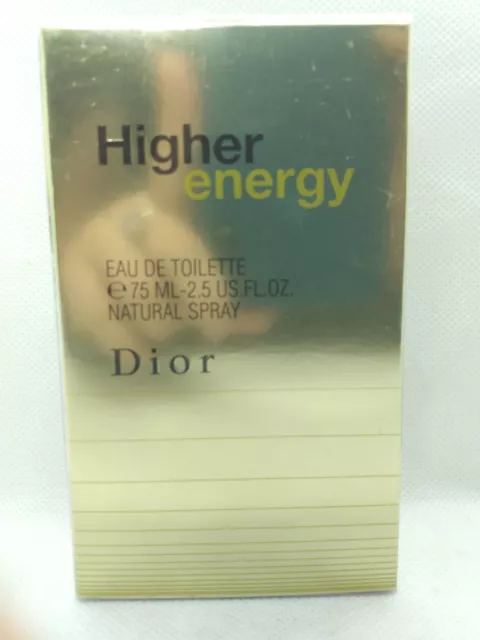 Higher
energy
EAU DE TOILETTE
℮ 75 ML-2.5 US.FL.OZ.
NATURAL SPRAY
Dior